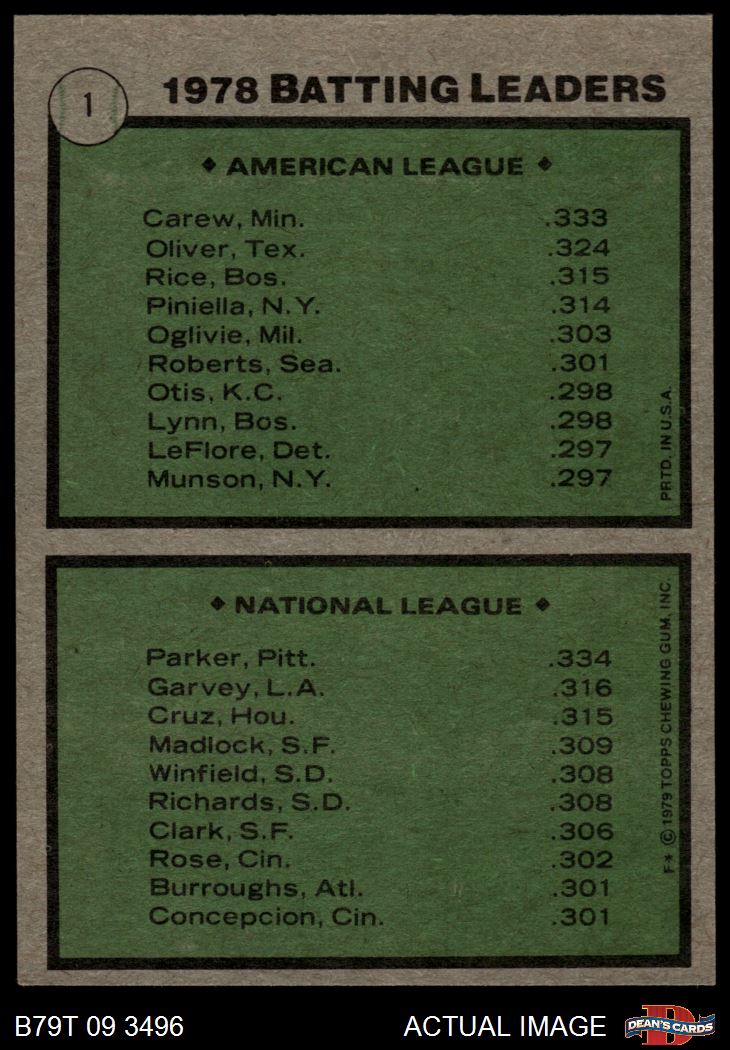 1
1978 BATTING LEADERS
◆ AMERICAN LEAGUE ◆
Carew, Min. .333
Oliver, Tex. .324
Rice, Bos. .315
Piniella, N.Y. .314
Oglivie, Mil. .303
Roberts, Sea. .301
Otis, K.C. .298
Lynn, Bos. .298
LeFlore, Det. .297
Munson, N.Y. .297
PRTD. IN U.S.A.
◆ NATIONAL LEAGUE ◆
Parker, Pitt. .334
Garvey, L.A. .316
Cruz, Hou. .315
Madlock, S.F. .309
Winfield, S.D. .308
Richards, S.D. .308
Clark, S.F. .306
Rose, Cin. .302
Burroughs, Atl. .301
Concepcion, Cin. .301
F* © 1979 TOPPS CHEWING GUM, INC.
B79T 09 3496 ACTUAL IMAGE
D
DEAN'S CARDS